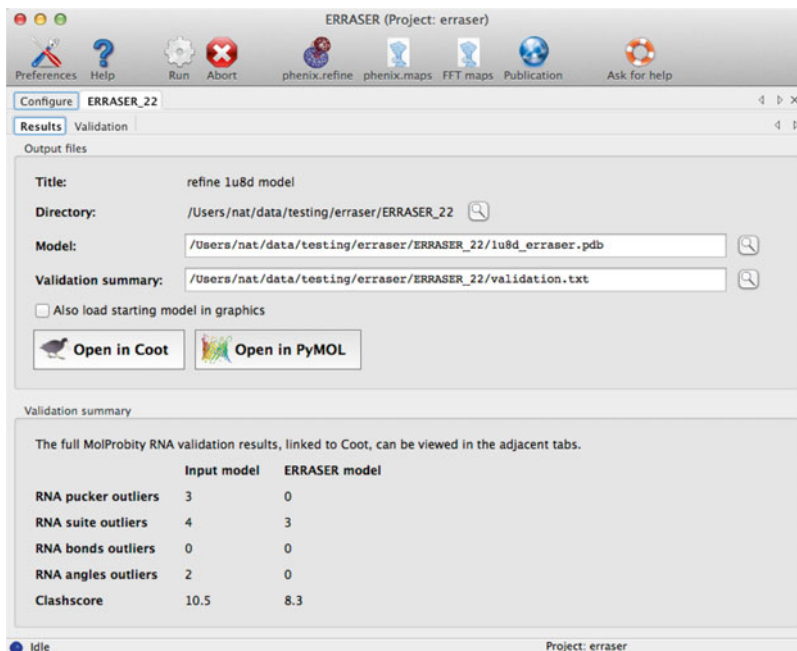 ERRASER (Project: erraser)
Preferences Help Run Abort phenix.refine phenix.maps FFT maps Publication Ask for help
Configure ERRASER_22
Results Validation
Output files
Title: refine 1u8d model
Directory: /Users/nat/data/testing/erraser/ERRASER_22
Model: /Users/nat/data/testing/erraser/ERRASER_22/1u8d_erraser.pdb
Validation summary: /Users/nat/data/testing/erraser/ERRASER_22/validation.txt
Also load starting model in graphics
Open in Coot Open in PyMOL
Validation summary
The full MolProbity RNA validation results, linked to Coot, can be viewed in the adjacent tabs.
Input model ERRASER model
RNA pucker outliers 3 0
RNA suite outliers 4 3
RNA bonds outliers 0 0
RNA angles outliers 2 0
Clashscore 10.5 8.3
Idle Project: erraser